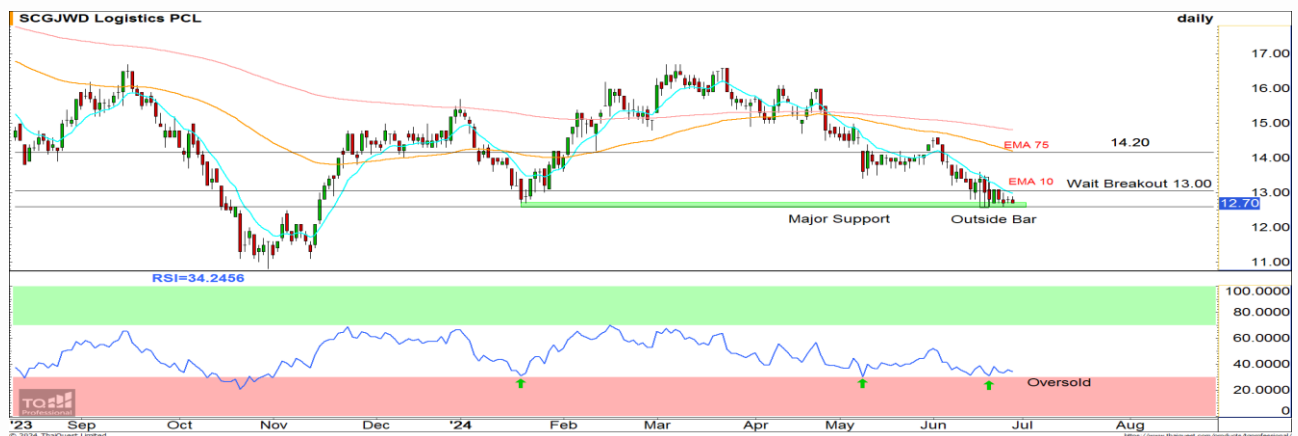 SCGJWD Logistics PCL
daily
17.00
16.00
15.00
EMA 75
14.20
14.00
EMA 10
Wait Breakout 13.00
13.00
12.70
Major Support
Outside Bar
12.00
11.00
RSI=34.2456
100.0000
80.0000
60.0000
40.0000
Oversold
20.0000
TQ
Professional
0
'23 Sep Oct Nov Dec '24 Feb Mar Apr May Jun Jul Aug
© 2024 ThaiQuest Limited